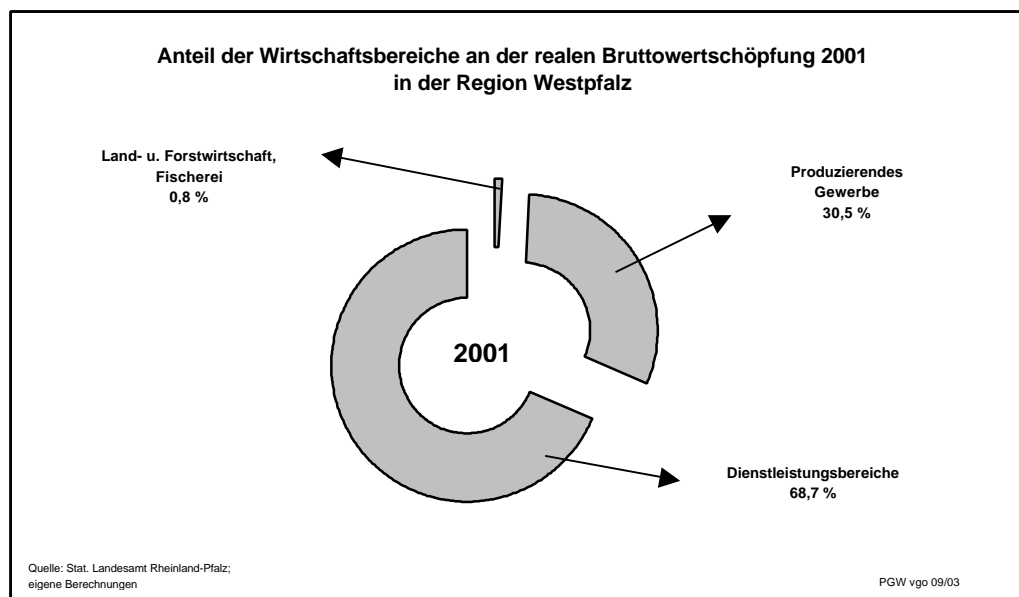 Anteil der Wirtschaftsbereiche an der realen Bruttowertschöpfung 2001
in der Region Westpfalz
Land- u. Forstwirtschaft,
Fischerei
0,8 %
Produzierendes
Gewerbe
30,5 %
2001
Dienstleistungsbereiche
68,7 %
Quelle: Stat. Landesamt Rheinland-Pfalz;
eigene Berechnungen
PGW vgo 09/03